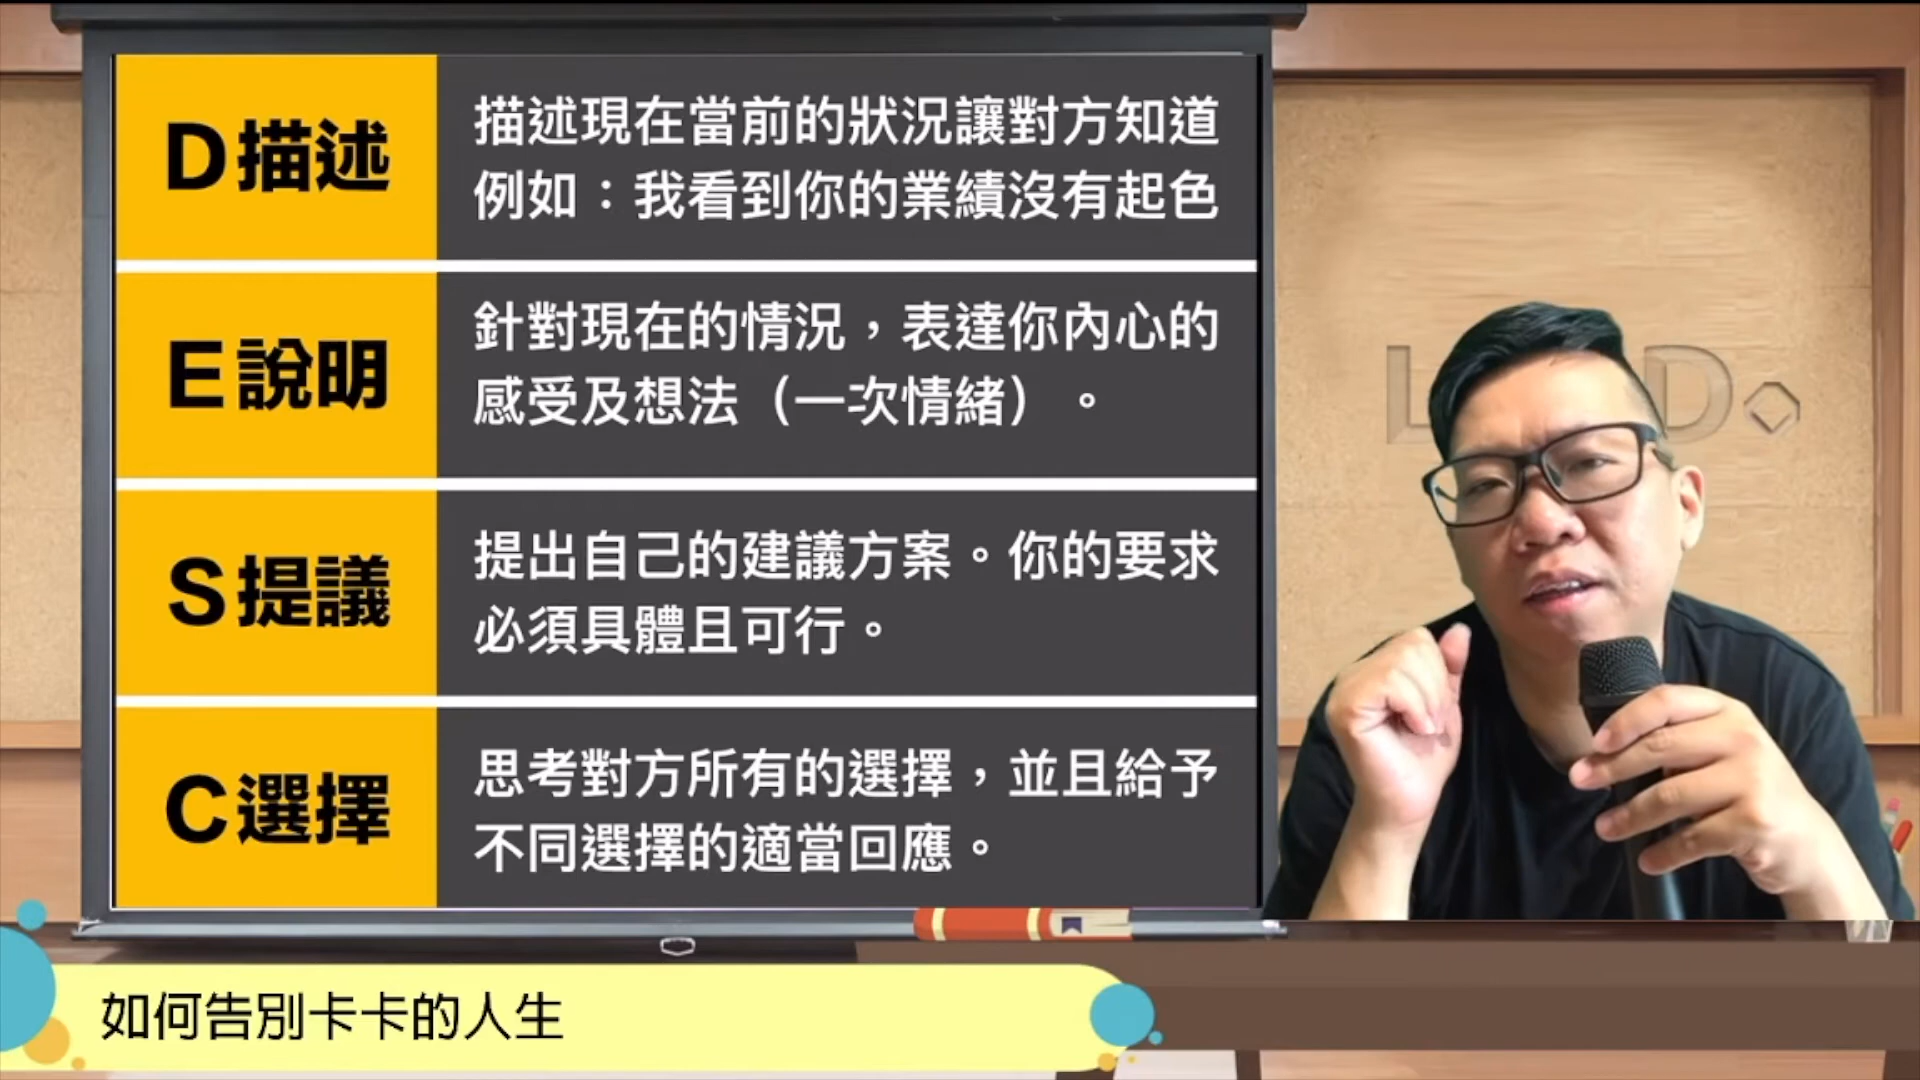 D描述
描述現在當前的狀況讓對方知道
例如：我看到你的業績沒有起色
E說明
針對現在的情況，表達你內心的
感受及想法（一次情緒）。
S提議
提出自己的建議方案。你的要求
必須具體且可行。
C選擇
思考對方所有的選擇，並且給予
不同選擇的適當回應。
如何告別卡卡的人生